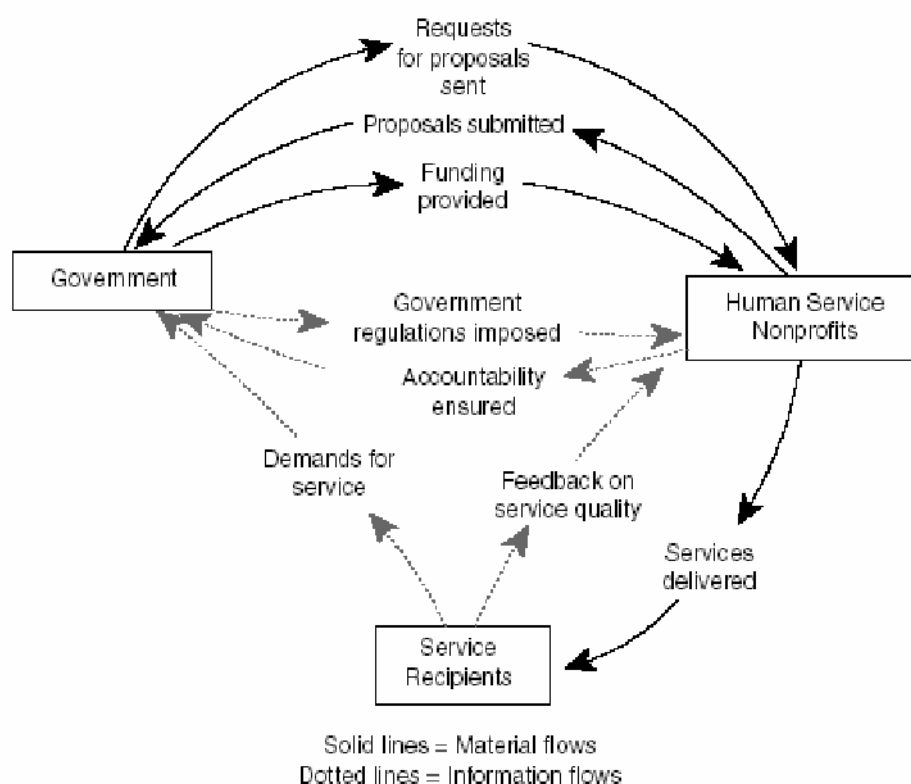 Requests
for proposals
sent
Proposals submitted
Funding
provided
Government
Human Service
Nonprofits
Government
regulations imposed
Accountability
ensured
Demands for
service
Feedback on
service quality
Services
delivered
Service
Recipients
Solid lines = Material flows
Dotted lines = Information flows